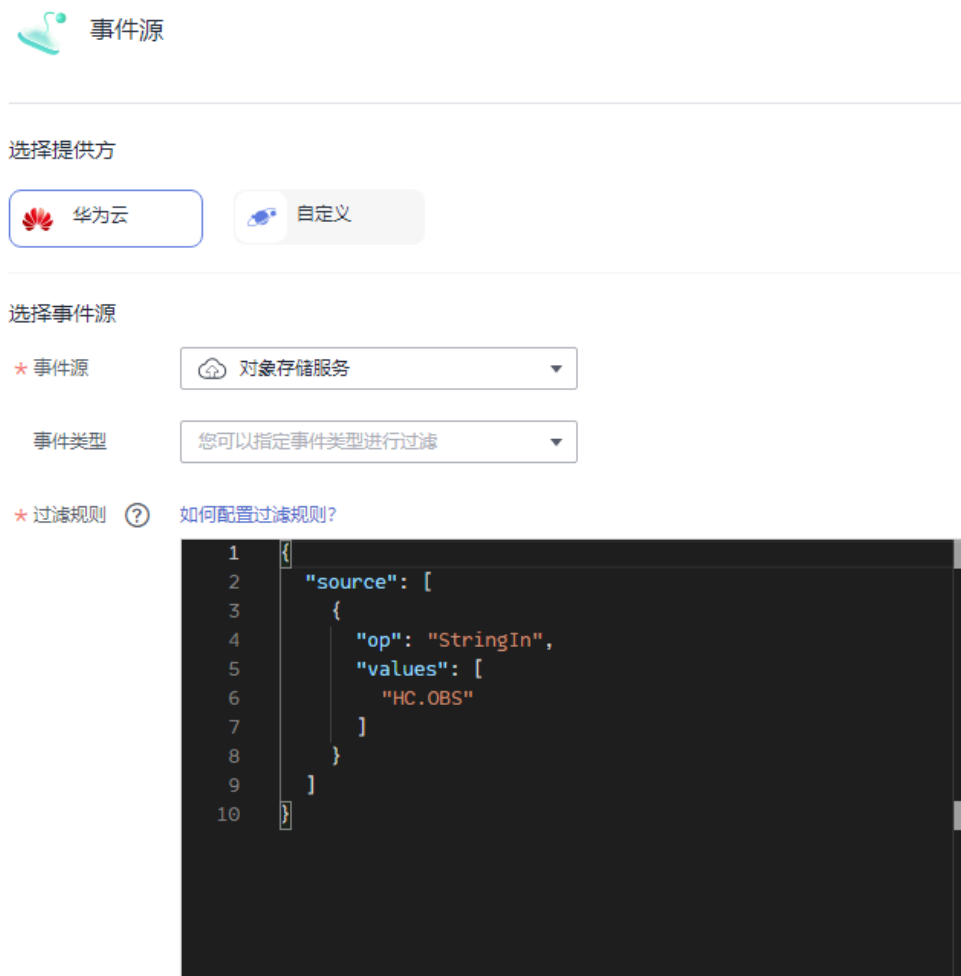 事件源
选择提供方
华为云 自定义
选择事件源
* 事件源 对象存储服务
事件类型 您可以指定事件类型进行过滤
* 过滤规则 ? 如何配置过滤规则?
1 {
2 "source": [
3 {
4 "op": "StringIn",
5 "values": [
6 "HC.OBS"
7 ]
8 }
9 ]
10 }